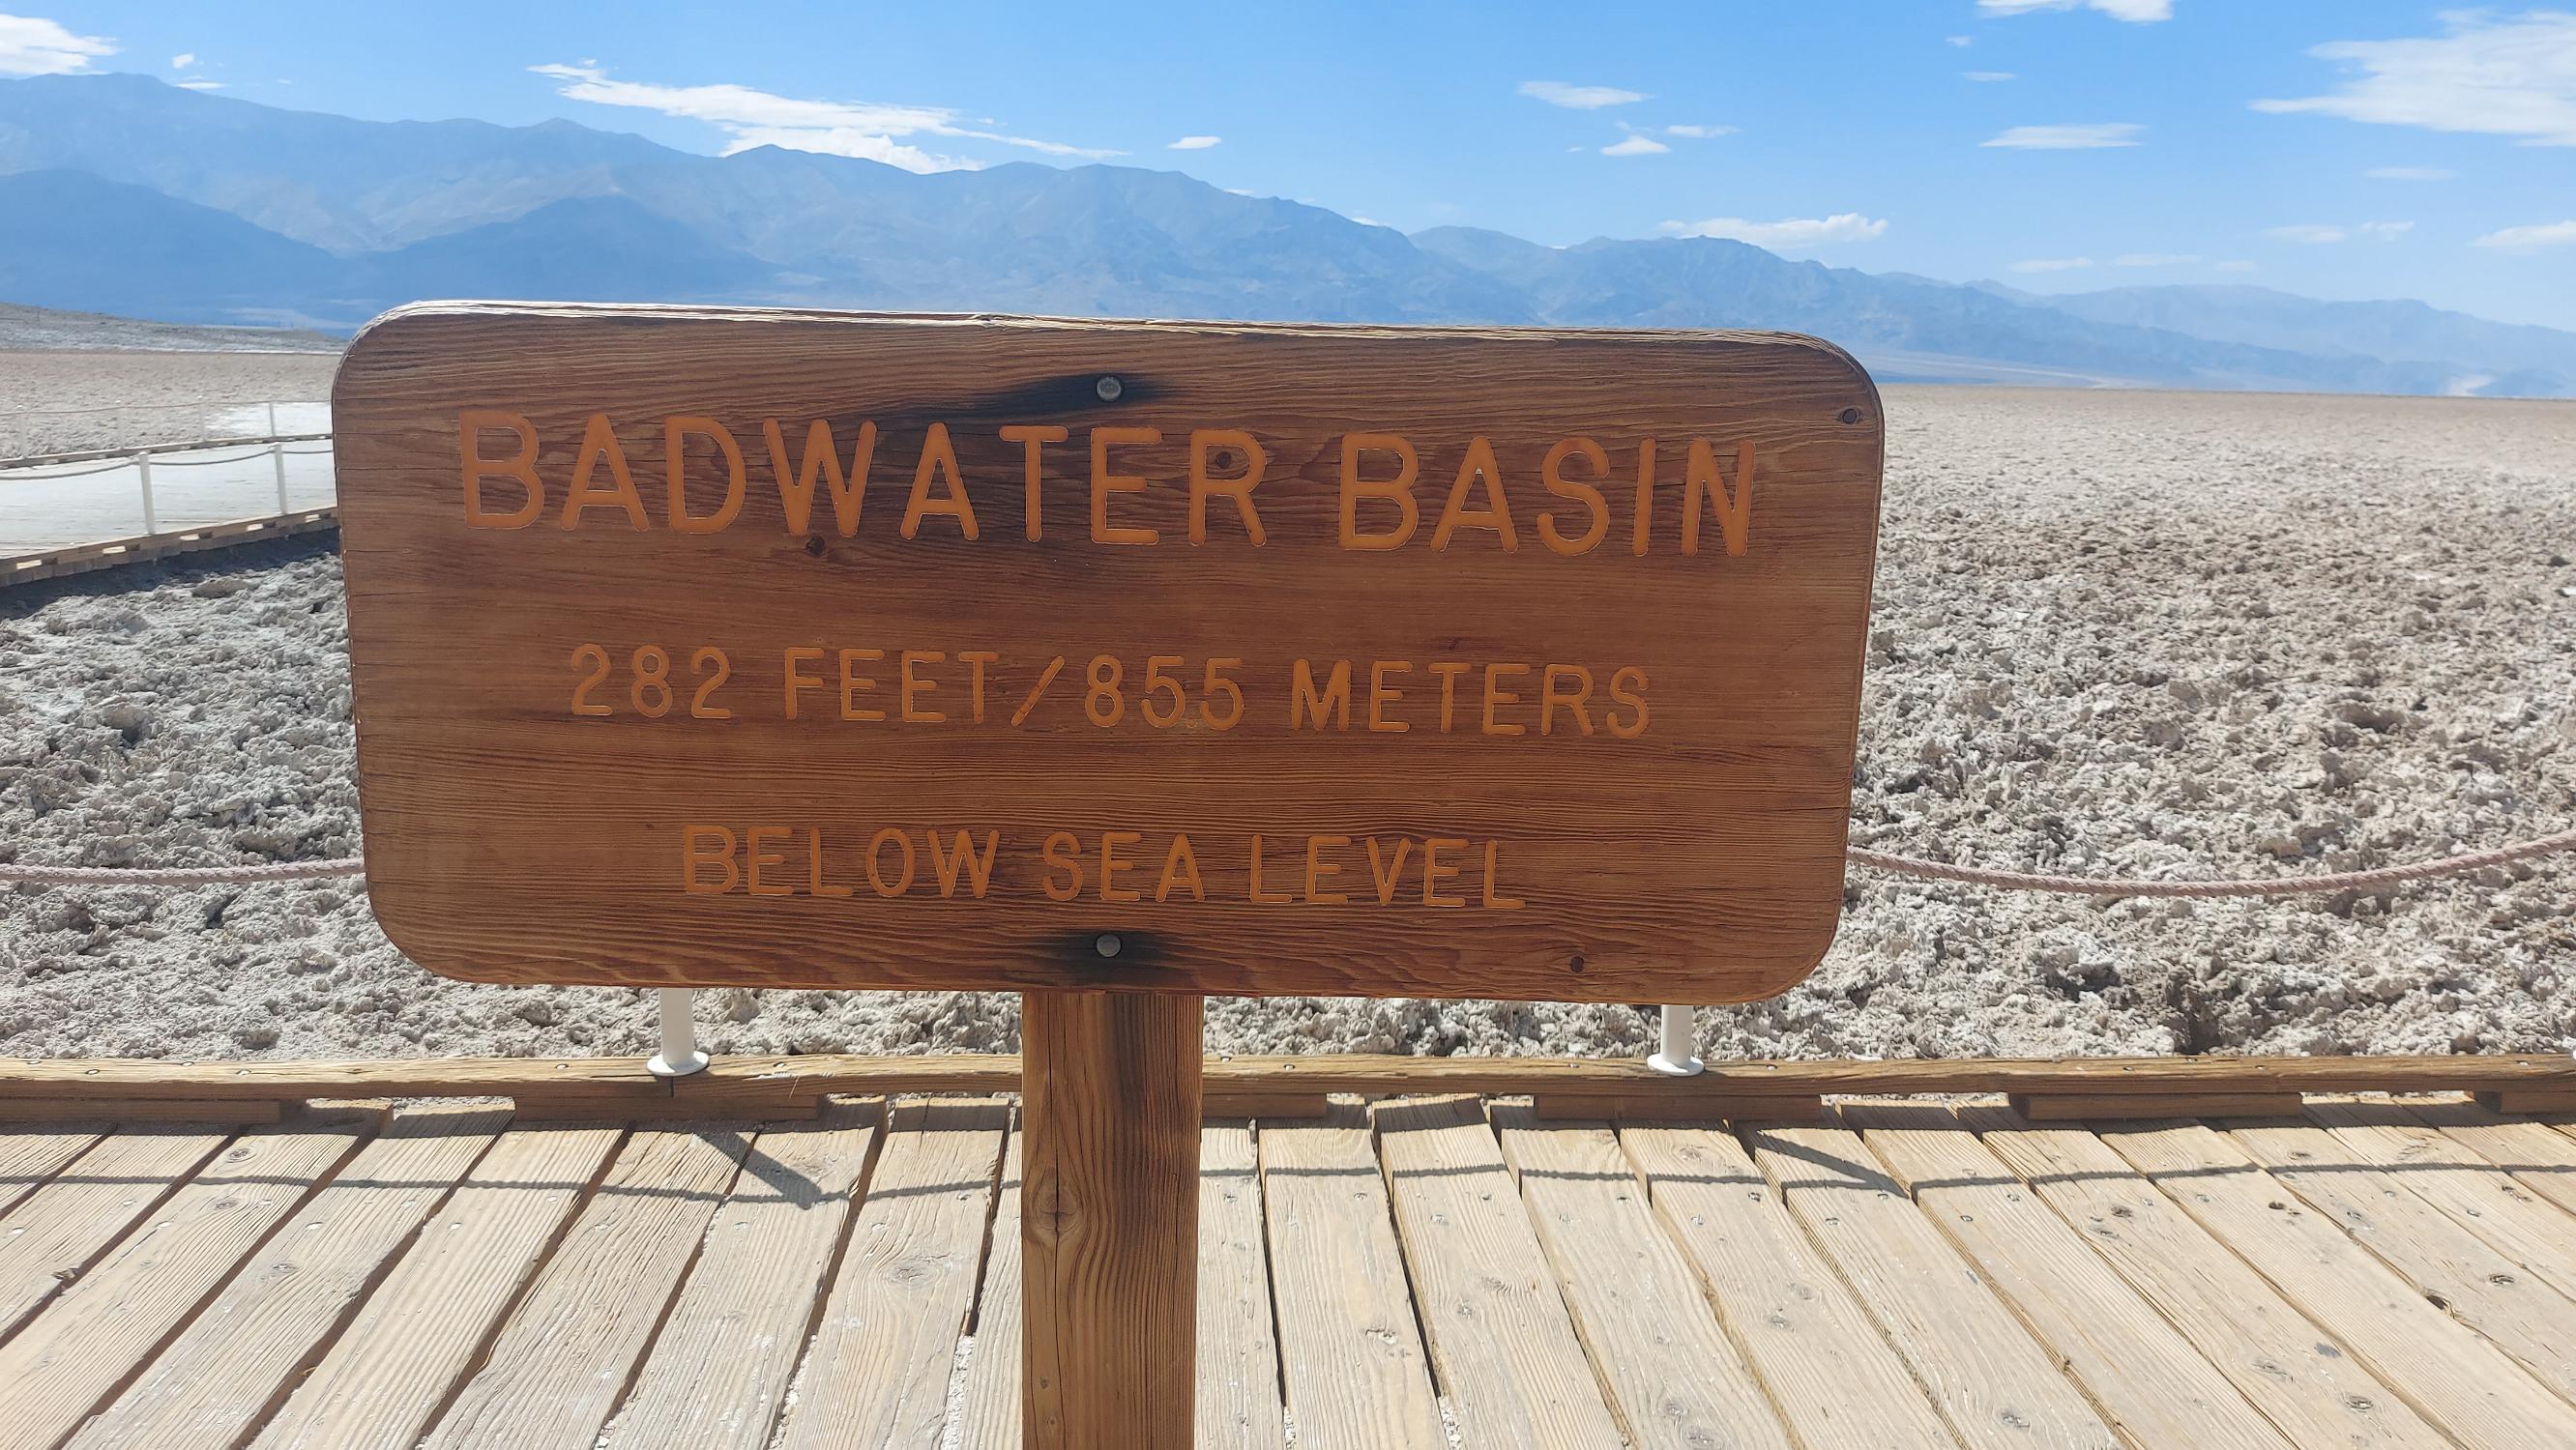 BADWATER BASIN
282 FEET/855 METERS
BELOW SEA LEVEL